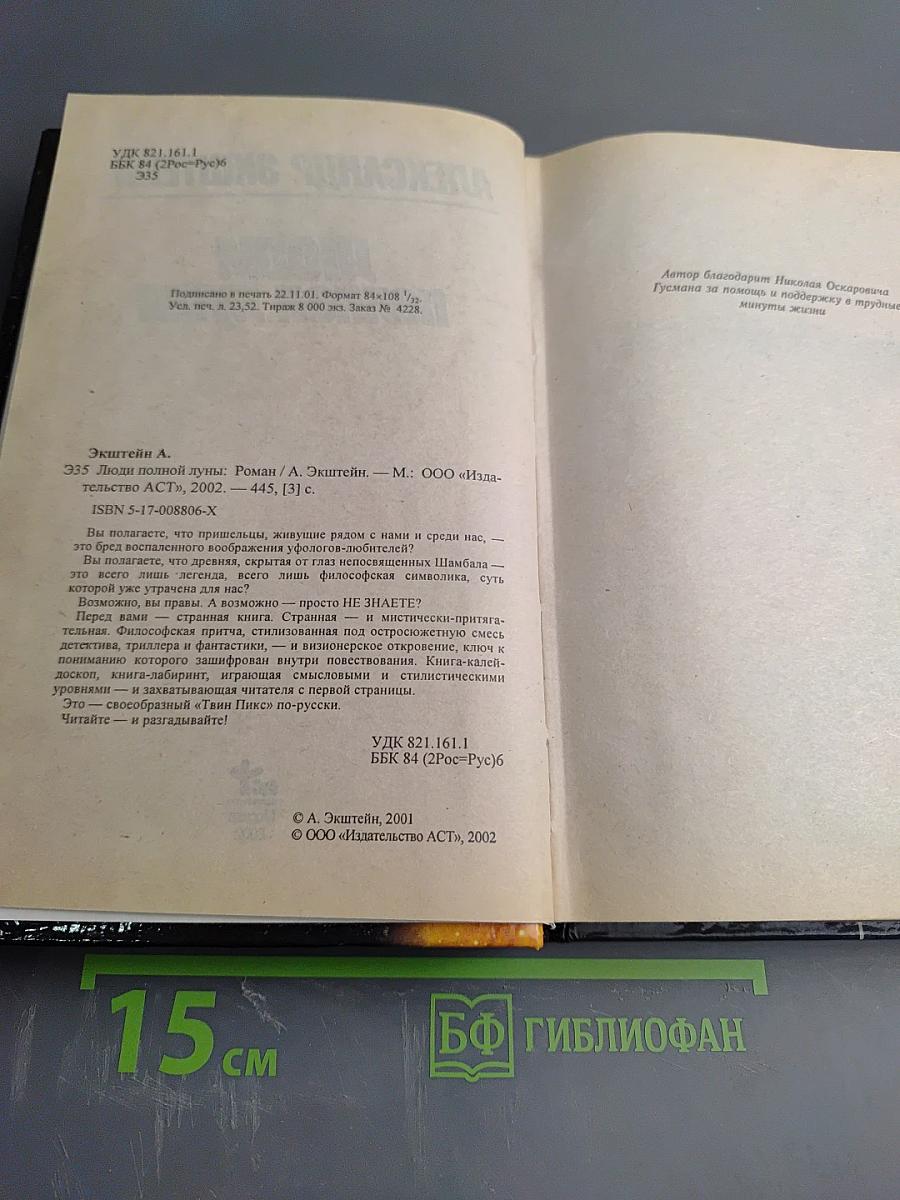 УДК 821.161.1
ББК 84 (2Рос=Рус)6
Э35
Подписано в печать 22.11.01. Формат 84×108 1/32.
Усл. печ. л. 23,52. Тираж 8 000 экз. Заказ № 4228.
Экштейн А.
Э35 Люди полной луны: Роман / А. Экштейн. — М.: ООО «Изда-
тельство АСТ», 2002. — 445, [3] с.
ISBN 5-17-008806-X
Вы полагаете, что пришельцы, живущие рядом с нами и среди нас, —
это бред воспаленного воображения уфологов-любителей?
Вы полагаете, что древняя, скрытая от глаз непосвященных Шамбала —
это всего лишь легенда, всего лишь философская символика, суть
которой уже утрачена для нас?
Возможно, вы правы. А возможно — просто НЕ ЗНАЕТЕ?
Перед вами — странная книга. Странная — и мистически-притяга-
тельная. Философская притча, стилизованная под остросюжетную смесь
детектива, триллера и фантастики, — и визионерское откровение, ключ к
пониманию которого зашифрован внутри повествования. Книга-калей-
доскоп, книга-лабиринт, играющая смысловыми и стилистическими
уровнями — и захватывающая читателя с первой страницы.
Это — своеобразный «Твин Пикс» по-русски.
Читайте — и разгадывайте!
УДК 821.161.1
ББК 84 (2Рос=Рус)6
© А. Экштейн, 2001
© ООО «Издательство АСТ», 2002
Автор благодарит Николая Оскаровича
Гусмана за помощь и поддержку в трудные
минуты жизни
15 см
БФ ГИБЛИОФАН